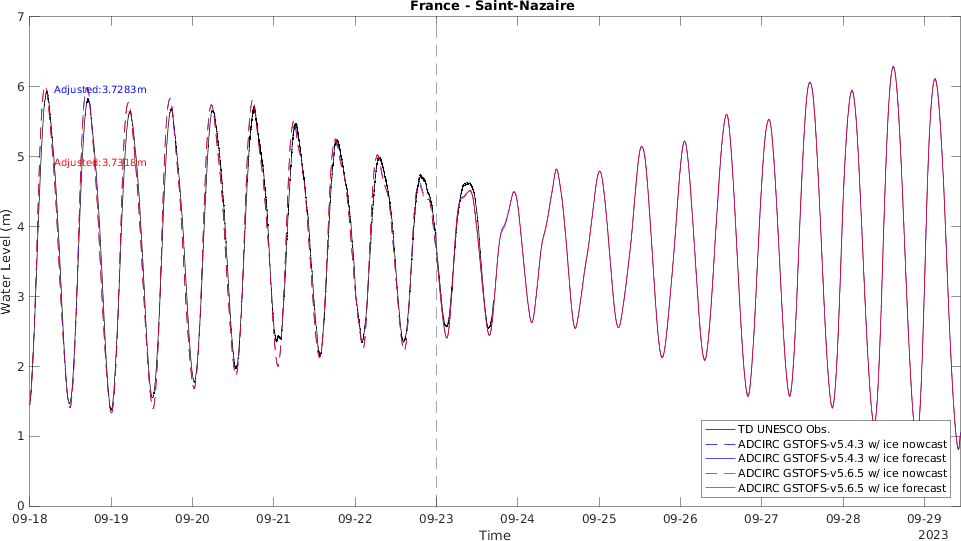 France - Saint-Nazaire
7
6
5
4
3
2
1
0
Water Level (m)
Adjusted:3.7283m
Adjusted:3.7318m
TD UNESCO Obs.
ADCIRC GSTOFS-v5.4.3 w/ ice nowcast
ADCIRC GSTOFS-v5.4.3 w/ ice forecast
ADCIRC GSTOFS-v5.6.5 w/ ice nowcast
ADCIRC GSTOFS-v5.6.5 w/ ice forecast
09-18 09-19 09-20 09-21 09-22 09-23 09-24 09-25 09-26 09-27 09-28 09-29
Time
2023